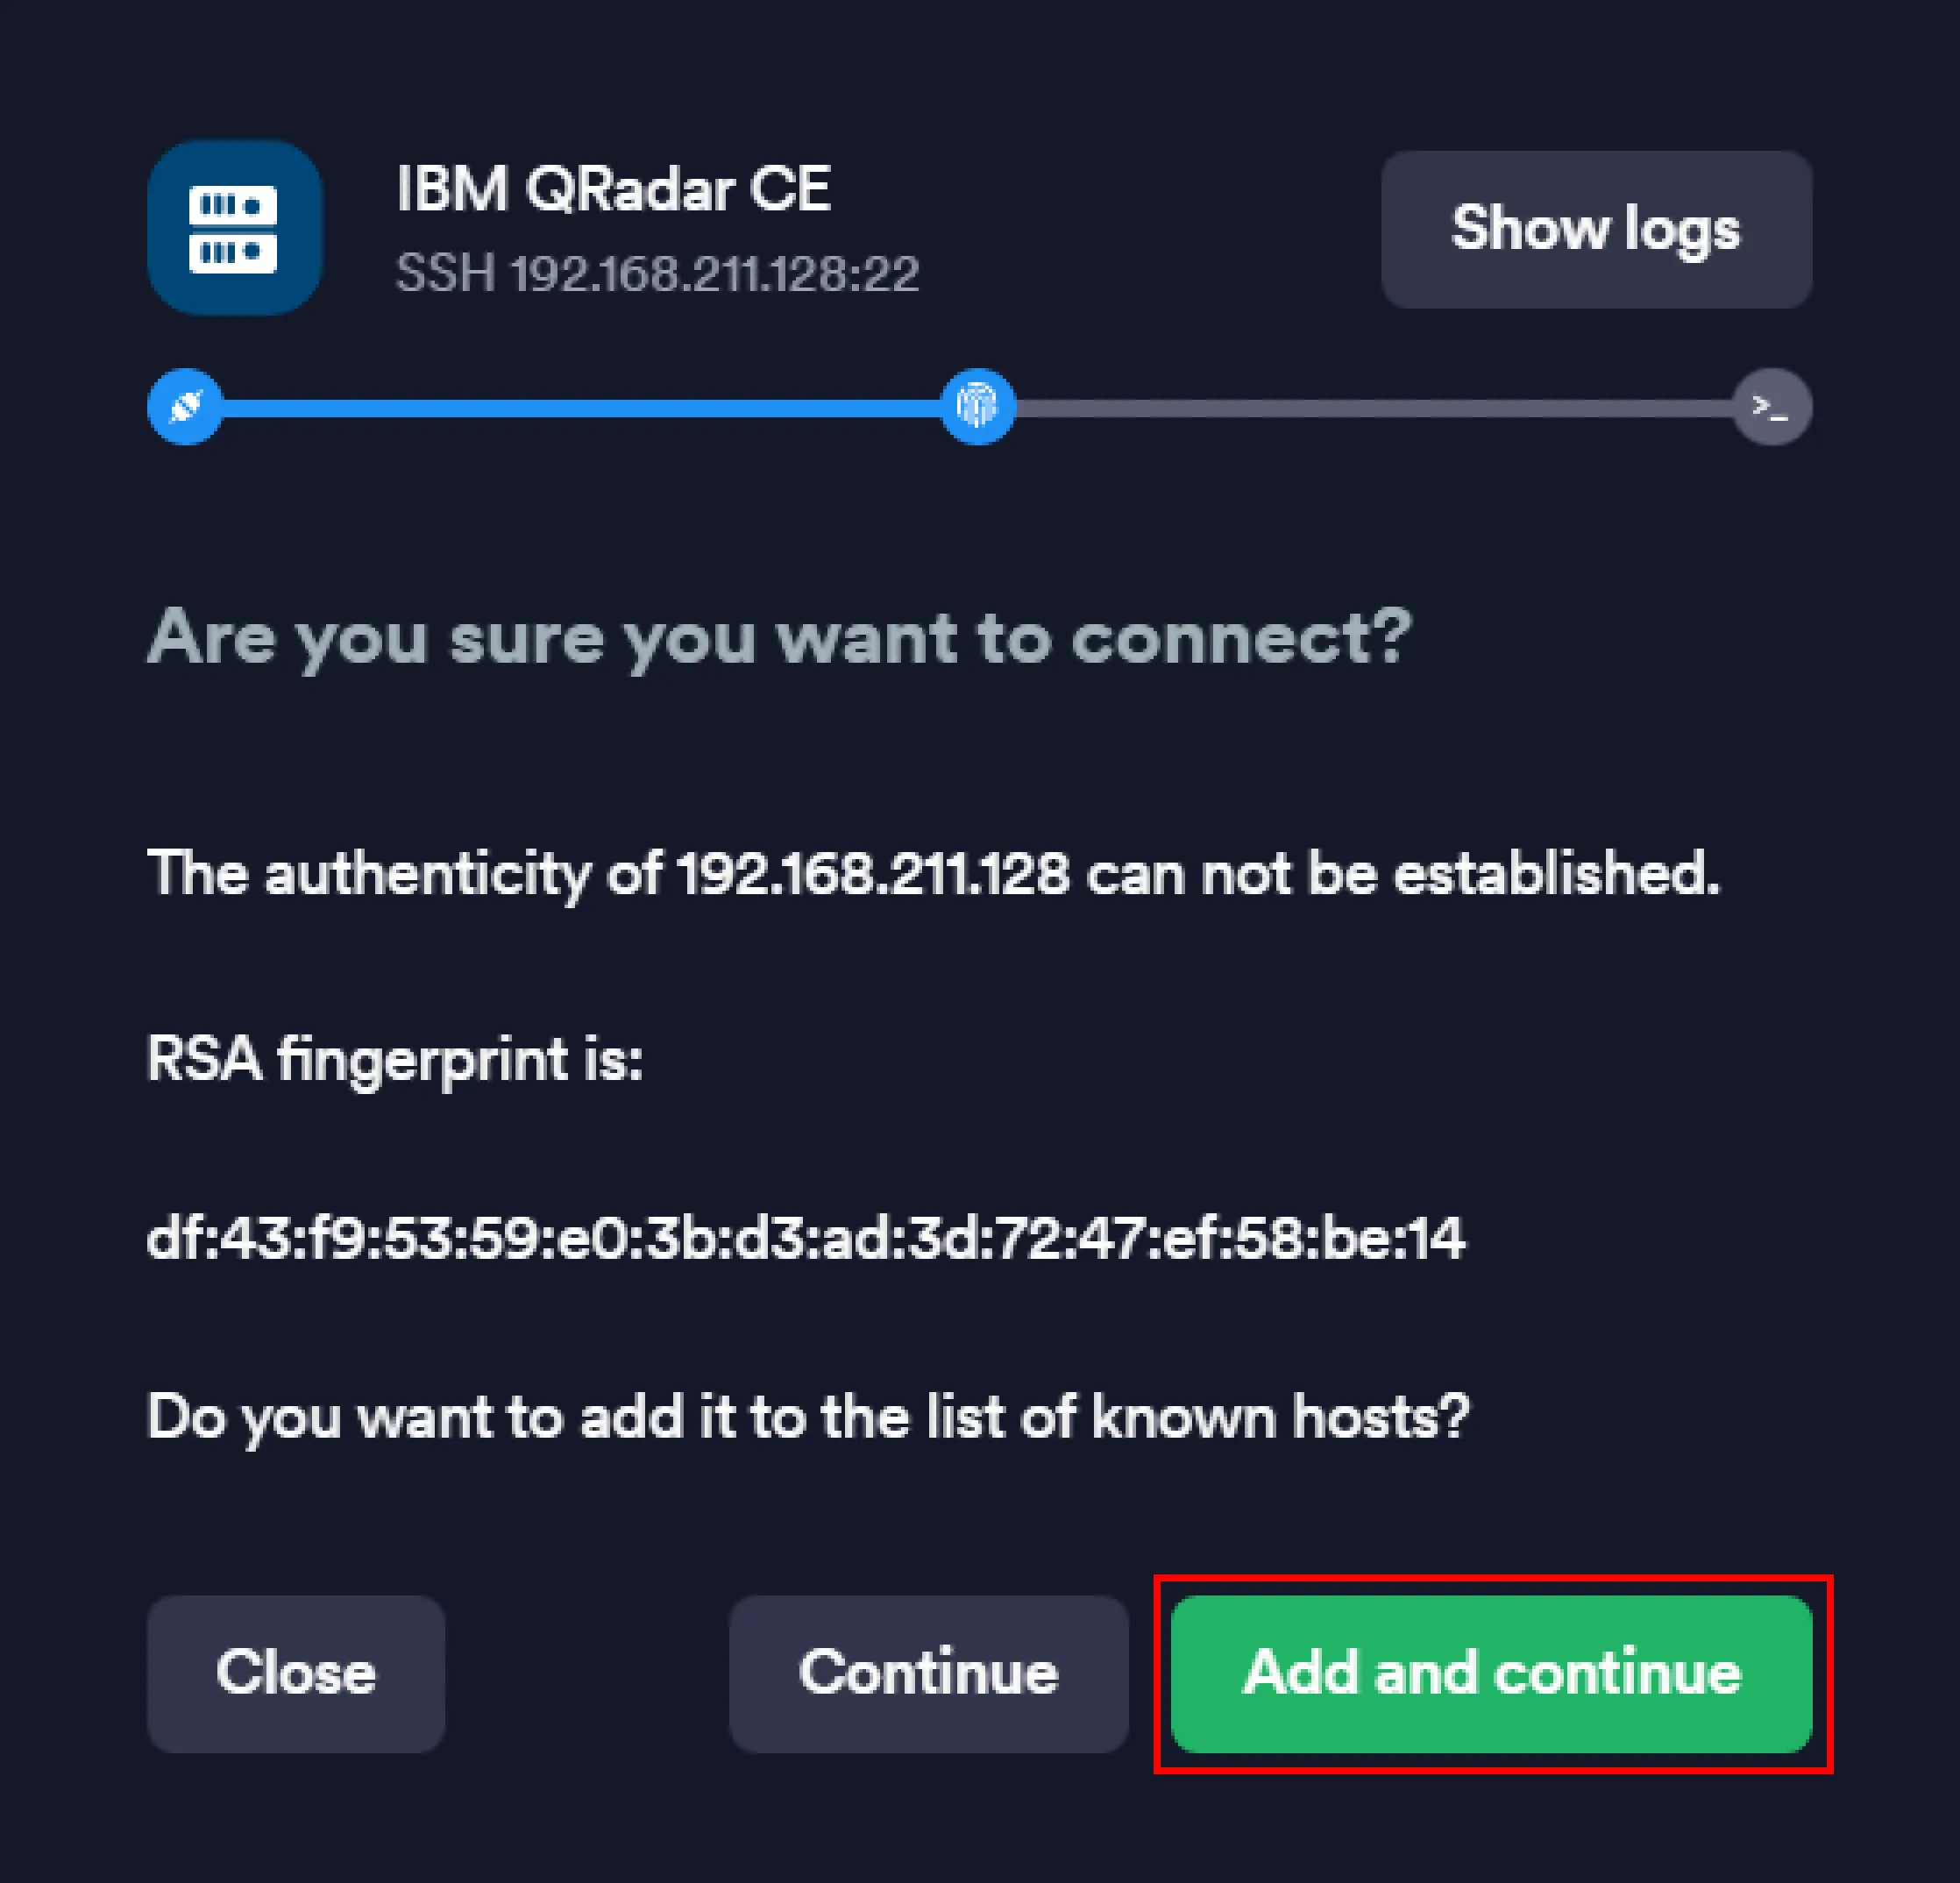 IBM QRadar CE
SSH 192.168.211.128:22
Show logs
>_
Are you sure you want to connect?
The authenticity of 192.168.211.128 can not be established.
RSA fingerprint is:
df:43:f9:53:59:e0:3b:d3:ad:3d:72:47:ef:58:be:14
Do you want to add it to the list of known hosts?
Close
Continue
Add and continue